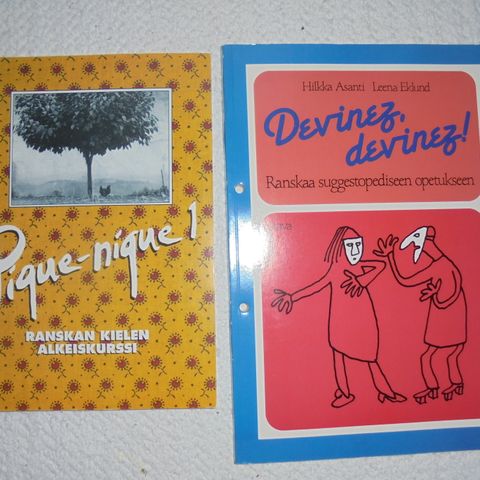 Pique-nique 1
RANSKAN KIELEN
ALKEISKURSSI
Hilkka Asanti Leena Eklund
Devinez,
devinez!
Ranskaa suggestopediseen opetukseen